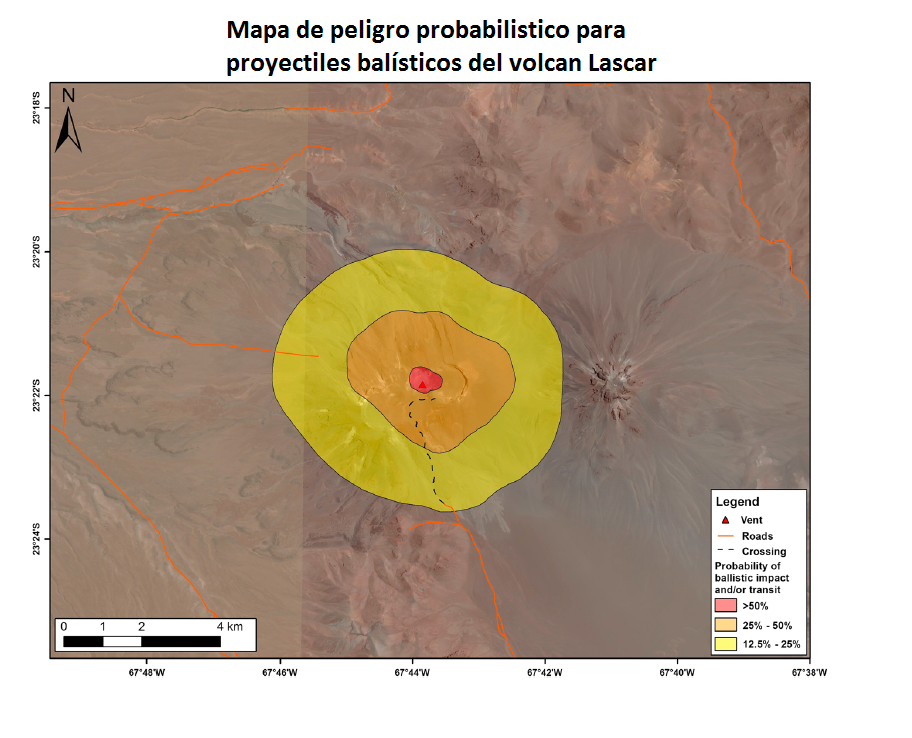 Mapa de peligro probabilistico para
proyectiles balísticos del volcan Lascar
N
23°18'S
23°20'S
23°22'S
23°24'S
Legend
Vent
Roads
Crossing
Probability of
ballistic impact
and/or transit
>50%
25% - 50%
12.5% - 25%
0 1 2 4 km
67°48'W 67°46'W 67°44'W 67°42'W 67°40'W 67°38'W